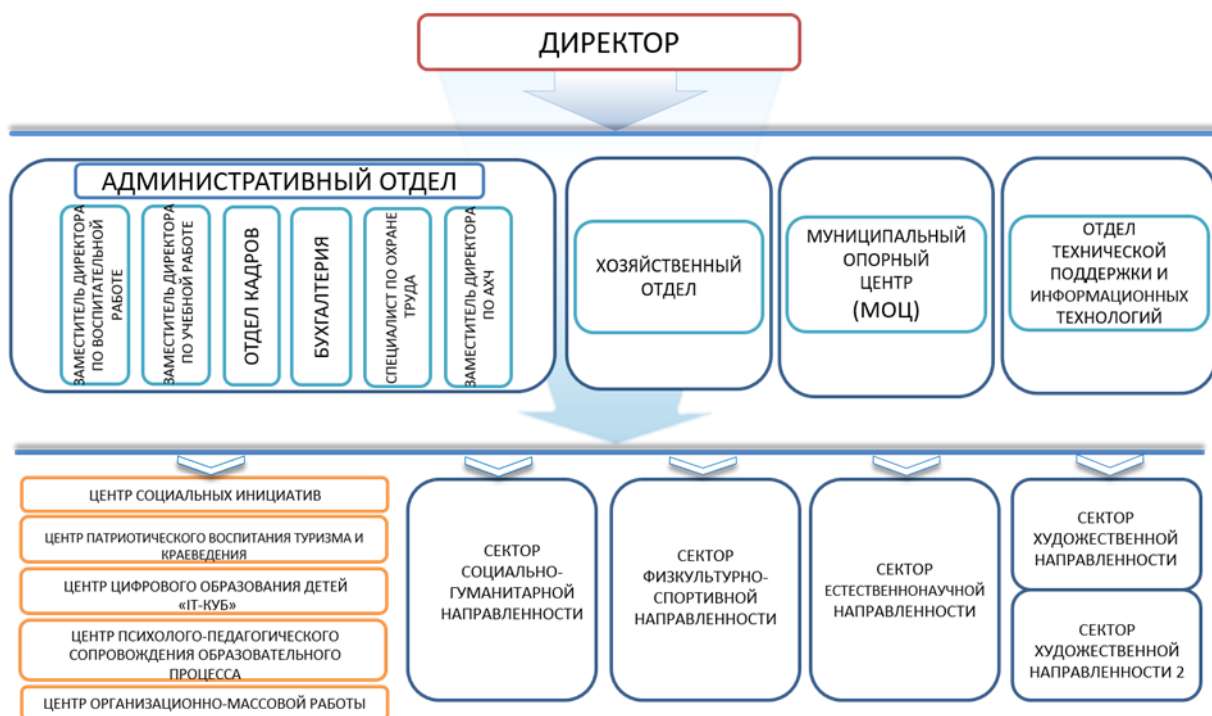 ДИРЕКТОР
АДМИНИСТРАТИВНЫЙ ОТДЕЛ
ЗАМЕСТИТЕЛЬ ДИРЕКТОРА
ПО ВОСПИТАТЕЛЬНОЙ
РАБОТЕ
ЗАМЕСТИТЕЛЬ ДИРЕКТОРА
ПО УЧЕБНОЙ РАБОТЕ
ОТДЕЛ КАДРОВ
БУХГАЛТЕРИЯ
СПЕЦИАЛИСТ ПО ОХРАНЕ
ТРУДА
ЗАМЕСТИТЕЛЬ ДИРЕКТОРА
ПО АХЧ
ХОЗЯЙСТВЕННЫЙ
ОТДЕЛ
МУНИЦИПАЛЬНЫЙ
ОПОРНЫЙ
ЦЕНТР
(МОЦ)
ОТДЕЛ
ТЕХНИЧЕСКОЙ
ПОДДЕРЖКИ И
ИНФОРМАЦИОННЫХ
ТЕХНОЛОГИЙ
ЦЕНТР СОЦИАЛЬНЫХ ИНИЦИАТИВ
ЦЕНТР ПАТРИОТИЧЕСКОГО ВОСПИТАНИЯ ТУРИЗМА И
КРАЕВЕДЕНИЯ
ЦЕНТР ЦИФРОВОГО ОБРАЗОВАНИЯ ДЕТЕЙ
«IT-КУБ»
ЦЕНТР ПСИХОЛОГО-ПЕДАГОГИЧЕСКОГО
СОПРОВОЖДЕНИЯ ОБРАЗОВАТЕЛЬНОГО
ПРОЦЕССА
ЦЕНТР ОРГАНИЗАЦИОННО-МАССОВОЙ РАБОТЫ
СЕКТОР
СОЦИАЛЬНО-
ГУМАНИТАРНОЙ
НАПРАВЛЕННОСТИ
СЕКТОР
ФИЗКУЛЬТУРНО-
СПОРТИВНОЙ
НАПРАВЛЕННОСТИ
СЕКТОР
ЕСТЕСТВЕННОНАУЧНОЙ
НАПРАВЛЕННОСТИ
СЕКТОР
ХУДОЖЕСТВЕННОЙ
НАПРАВЛЕННОСТИ
СЕКТОР
ХУДОЖЕСТВЕННОЙ
НАПРАВЛЕННОСТИ 2